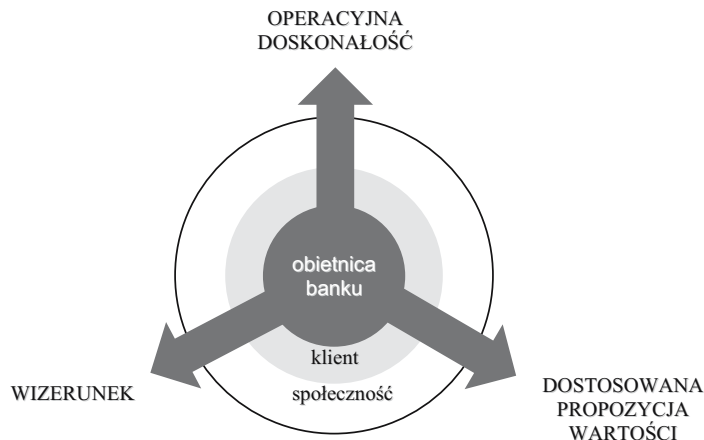 OPERACYJNA
DOSKONAŁOŚĆ
obietnica
banku
klient
społeczność
WIZERUNEK
DOSTOSOWANA
PROPOZYCJA
WARTOŚCI